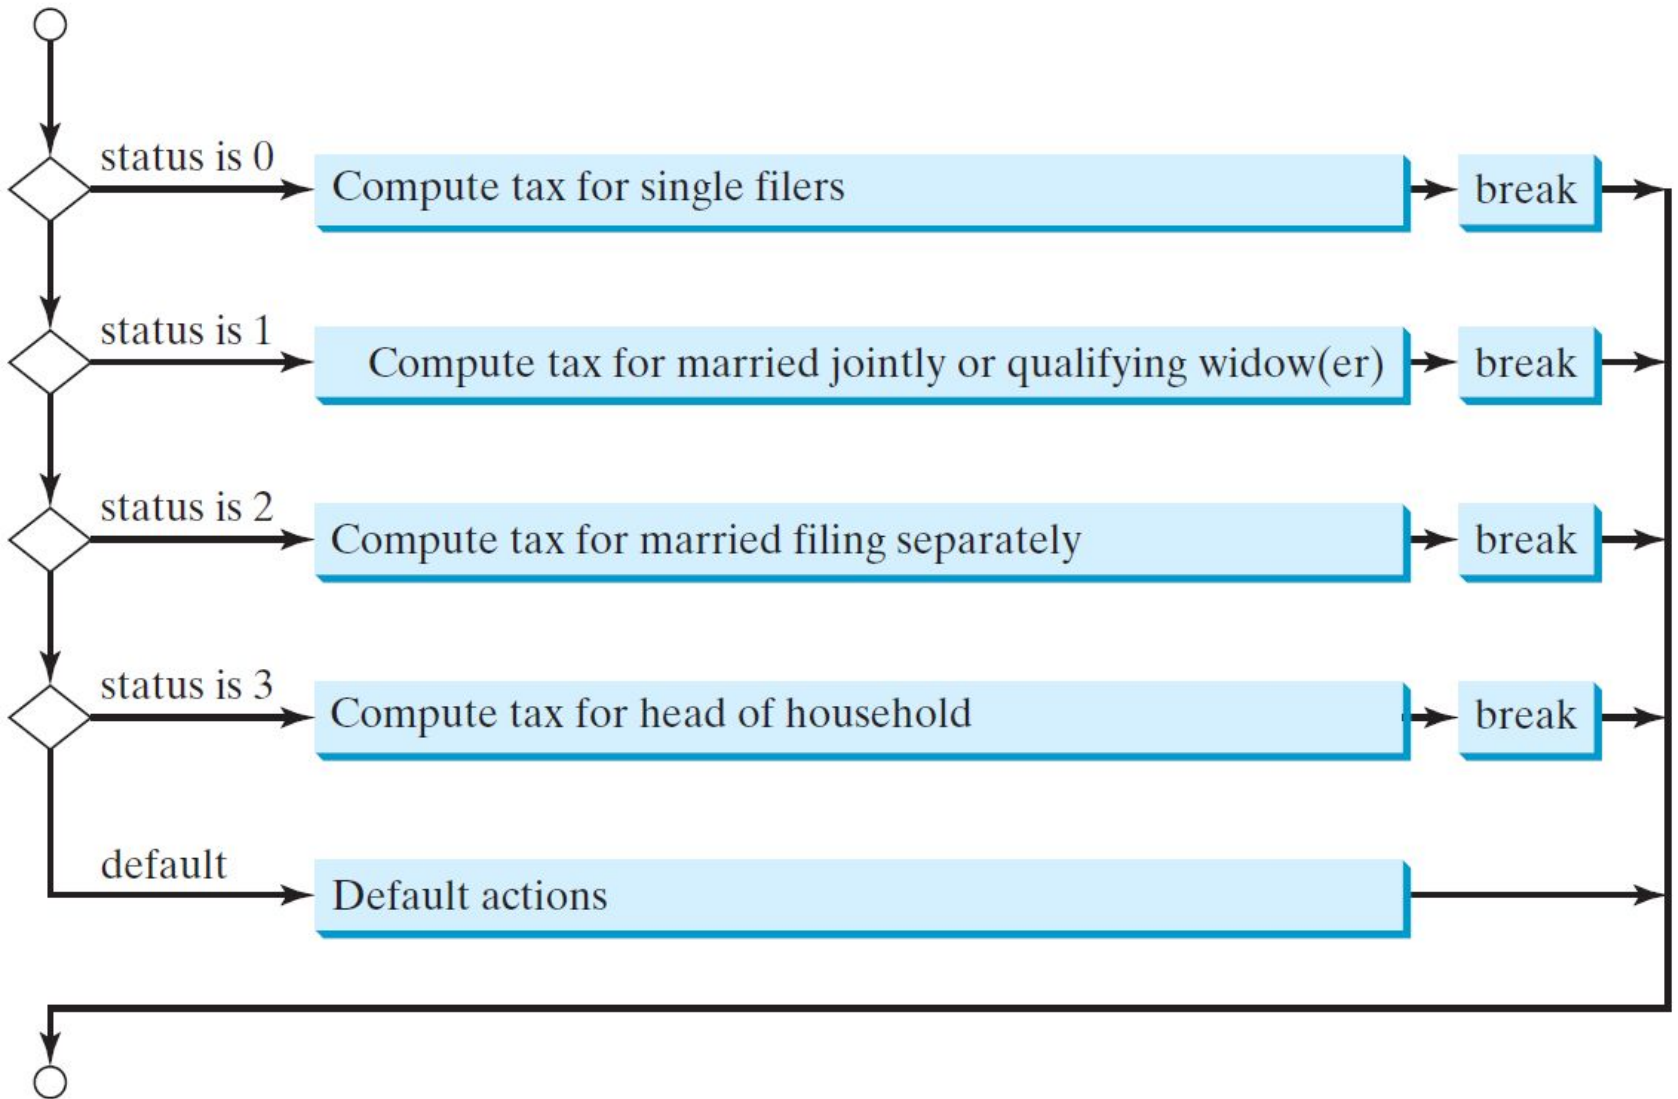 status is 0
Compute tax for single filers
break
status is 1
Compute tax for married jointly or qualifying widow(er)
break
status is 2
Compute tax for married filing separately
break
status is 3
Compute tax for head of household
break
default
Default actions